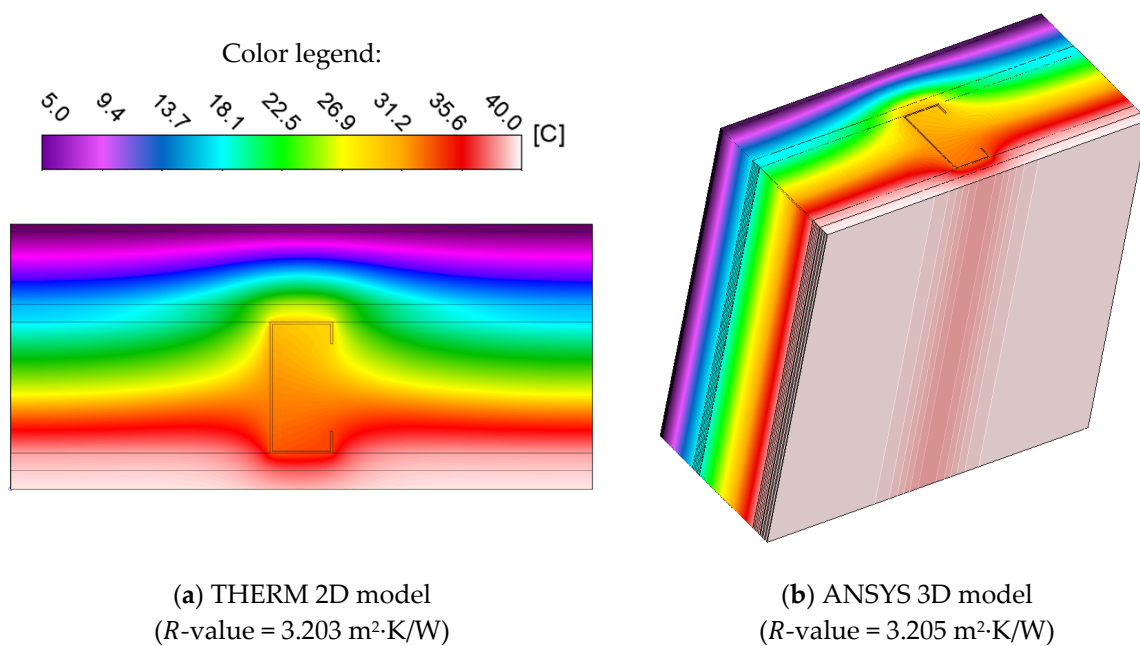 Color legend:
5.0 9.4 13.7 18.1 22.5 26.9 31.2 35.6 40.0 [C]
(a) THERM 2D model
(R-value = 3.203 m²·K/W)
(b) ANSYS 3D model
(R-value = 3.205 m²·K/W)